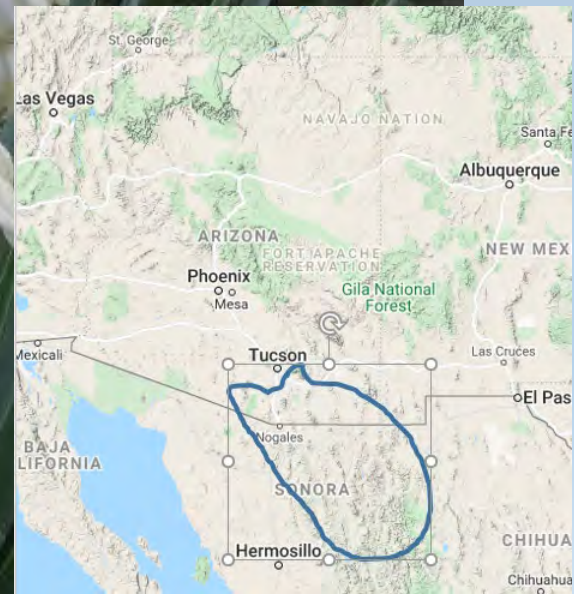 St. George
Las Vegas
NAVAJO NATION
Santa Fe
Albuquerque
ARIZONA
FORT APACHE
RESERVATION
NEW MEX
Phoenix
Mesa
Gila National
Forest
Tucson
Las Cruces
Mexicali
El Pas
Nogales
BAJA
LIFORNIA
SONORA
Hermosillo
CHIHUA
Chihuahua